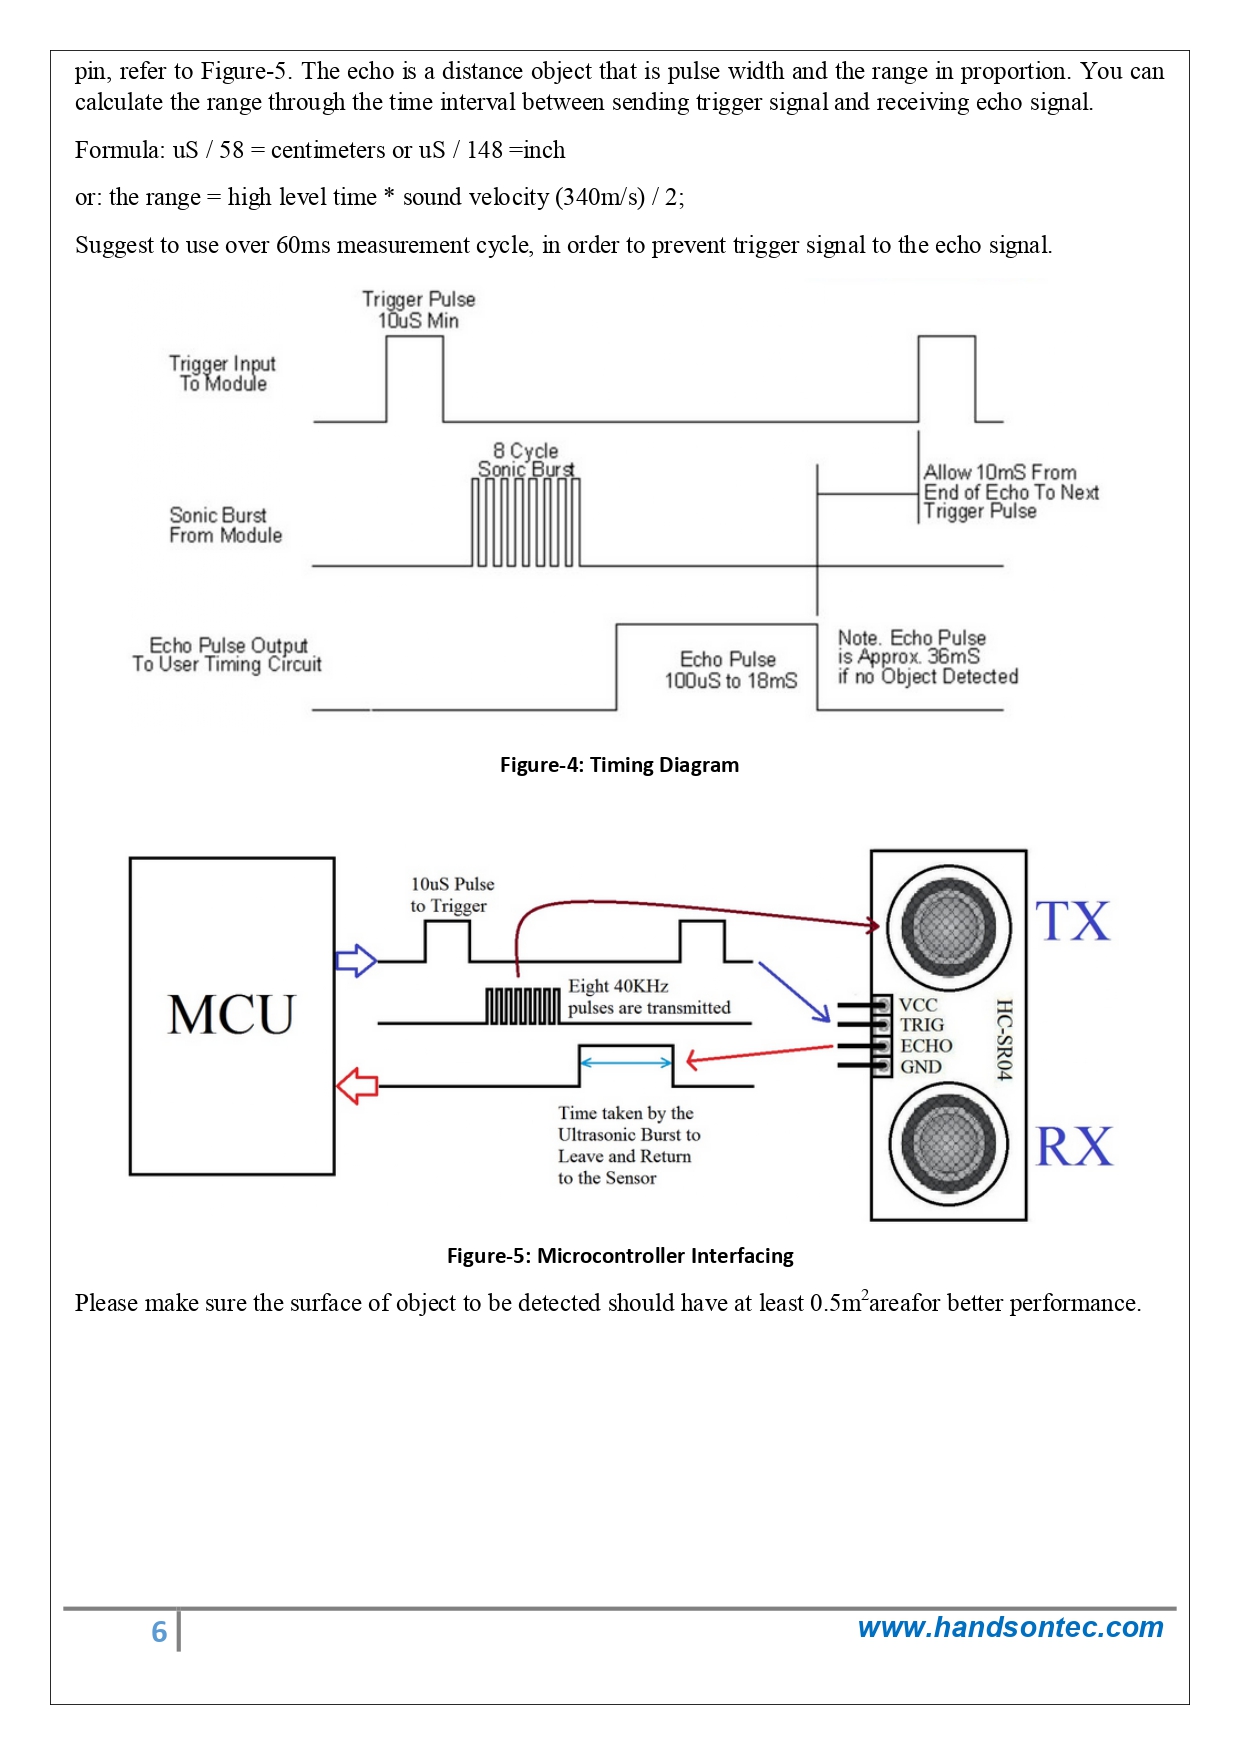 pin, refer to Figure-5. The echo is a distance object that is pulse width and the range in proportion. You can
calculate the range through the time interval between sending trigger signal and receiving echo signal.
Formula: uS / 58 = centimeters or uS / 148 =inch
or: the range = high level time * sound velocity (340m/s) / 2;
Suggest to use over 60ms measurement cycle, in order to prevent trigger signal to the echo signal.
Trigger Pulse
10uS Min
Trigger Input
To Module
8 Cycle
Sonic Burst
Allow 10mS From
End of Echo To Next
Trigger Pulse
Sonic Burst
From Module
Echo Pulse Output
To User Timing Circuit
Echo Pulse
100uS to 18mS
Note. Echo Pulse
is Approx. 36mS
if no Object Detected
Figure-4: Timing Diagram
MCU
10uS Pulse
to Trigger
Eight 40KHz
pulses are transmitted
Time taken by the
Ultrasonic Burst to
Leave and Return
to the Sensor
TX
VCC
TRIG
ECHO
GND
HC-SR04
RX
Figure-5: Microcontroller Interfacing
Please make sure the surface of object to be detected should have at least 0.5m²areafor better performance.
6
www.handsontec.com